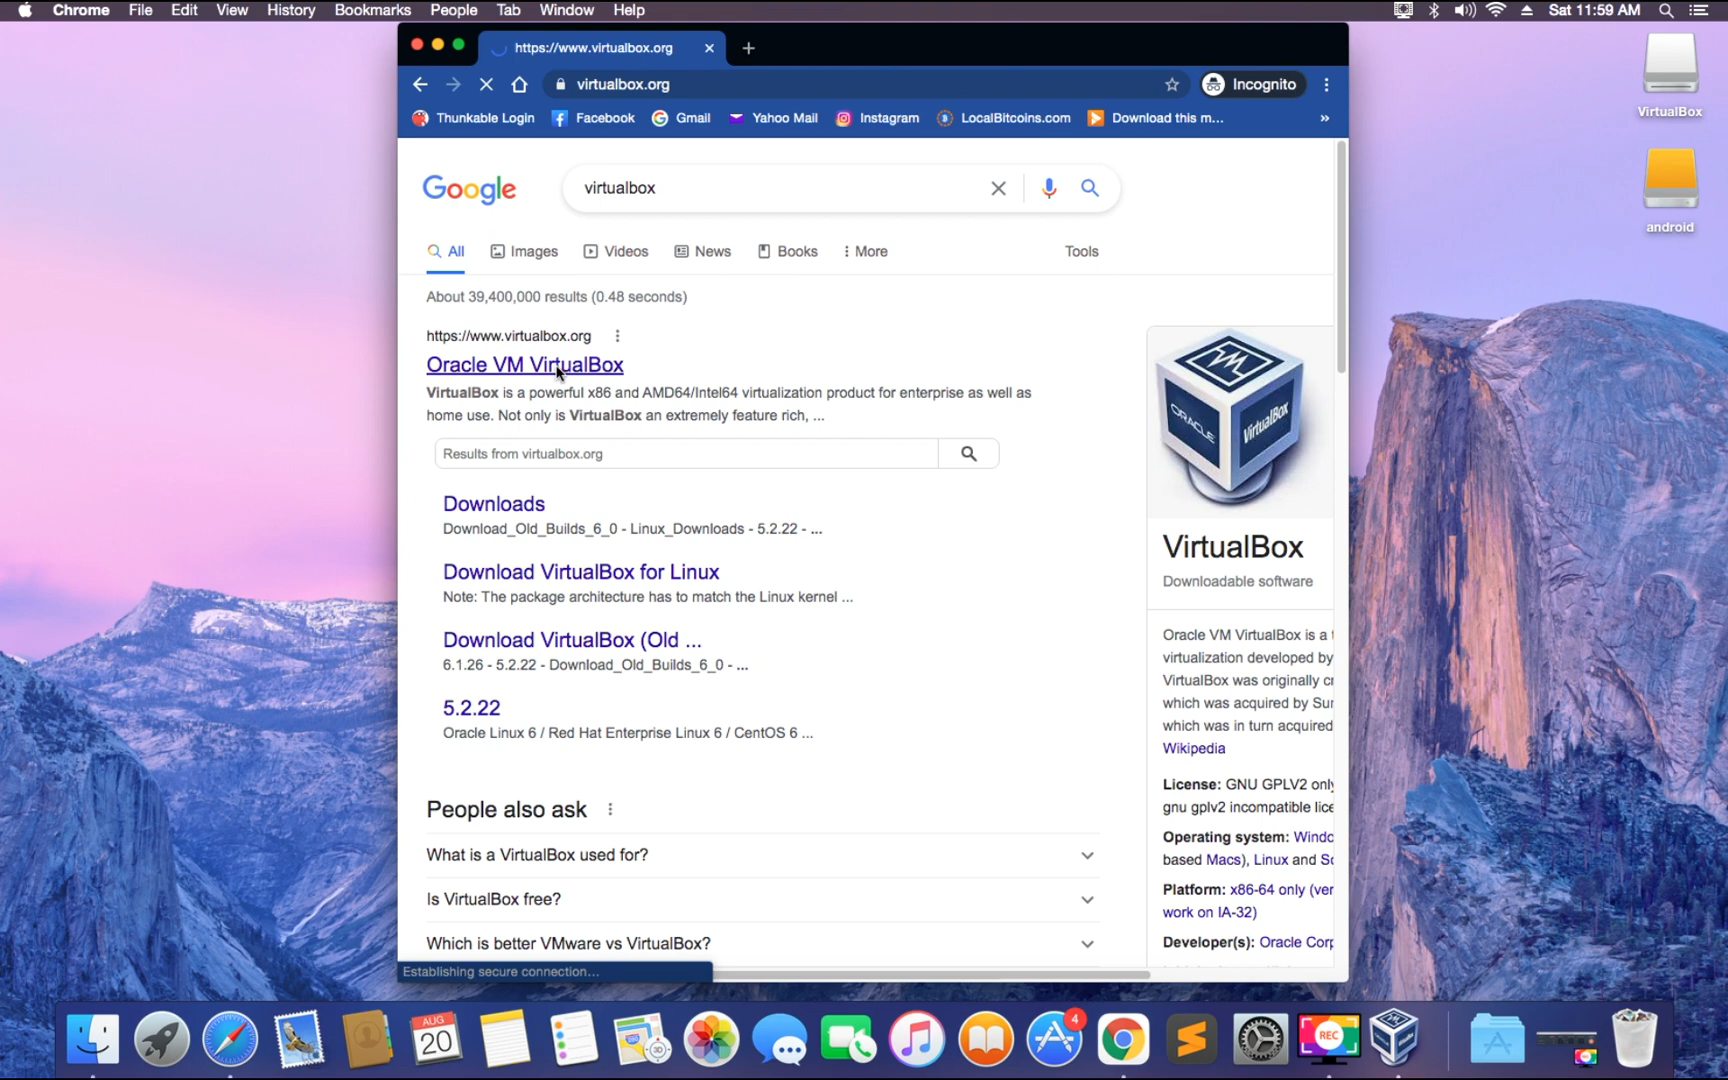 Chrome File Edit View History Bookmarks People Tab Window Help Sat 11:59 AM
https://www.virtualbox.org
virtualbox.org Incognito
Thunkable Login Facebook Gmail Yahoo Mail Instagram LocalBitcoins.com Download this m... »
VirtualBox
android
Google virtualbox
All Images Videos News Books More Tools
About 39,400,000 results (0.48 seconds)
https://www.virtualbox.org
Oracle VM VirtualBox
VirtualBox is a powerful x86 and AMD64/Intel64 virtualization product for enterprise as well as
home use. Not only is VirtualBox an extremely feature rich, ...
Results from virtualbox.org
Downloads
Download_Old_Builds_6_0 - Linux_Downloads - 5.2.22 - ...
Download VirtualBox for Linux
Note: The package architecture has to match the Linux kernel ...
Download VirtualBox (Old ...
6.1.26 - 5.2.22 - Download_Old_Builds_6_0 - ...
5.2.22
Oracle Linux 6 / Red Hat Enterprise Linux 6 / CentOS 6 ...
People also ask
What is a VirtualBox used for?
Is VirtualBox free?
Which is better VMware vs VirtualBox?
Establishing secure connection...
ORACLE VirtualBox
VirtualBox
Downloadable software
Oracle VM VirtualBox is a
virtualization developed by
VirtualBox was originally
which was acquired by Sun
which was in turn acquired
Wikipedia
License: GNU GPLV2 only
gnu gplv2 incompatible
Operating system:
based Macs), Linux and
Platform: x86-64 only
work on IA-32)
Developer(s): Oracle
AUG
20
3D
4
REC